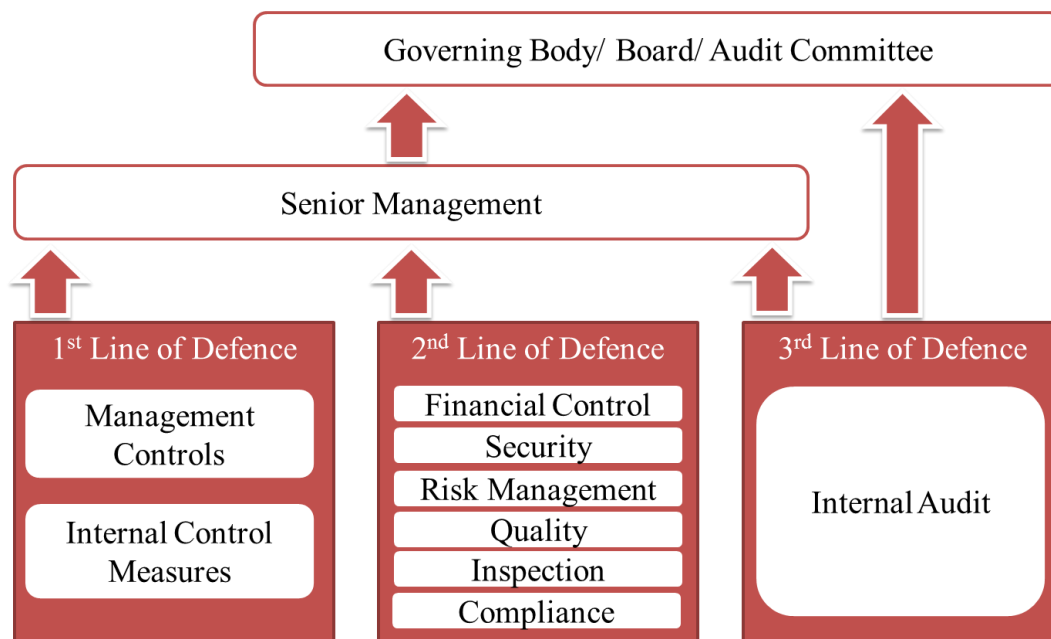 Governing Body/ Board/ Audit Committee
Senior Management
1st Line of Defence
Management
Controls
Internal Control
Measures
2nd Line of Defence
Financial Control
Security
Risk Management
Quality
Inspection
Compliance
3rd Line of Defence
Internal Audit